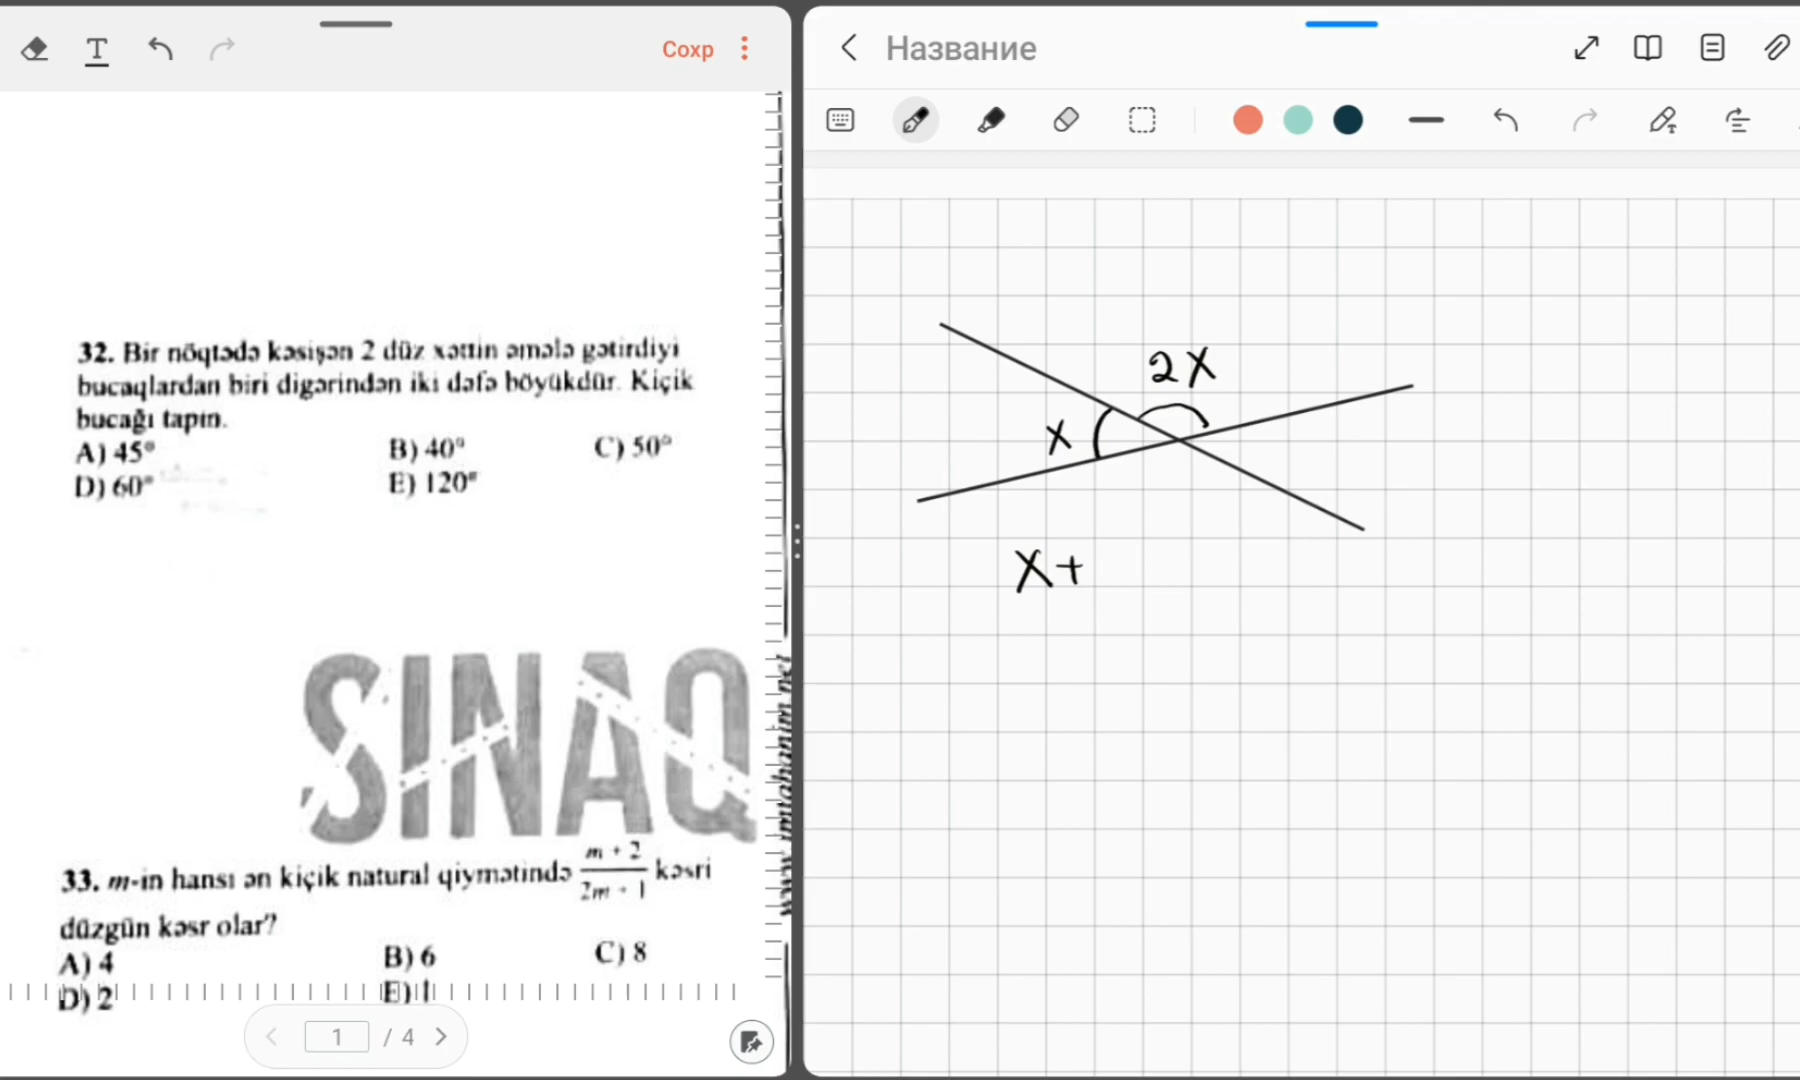 Сохр
32. Bir nöqtədə kəsişən 2 düz xəttin əmələ gətirdiyi
bucaqlardan biri digərindən iki dəfə böyükdür. Kiçik
bucağı tapın.
A) 45° B) 40° C) 50°
D) 60° E) 120°
SINAQ
33. m-in hansı ən kiçik natural qiymətində m + 2 / 2m + 1 kəsri
düzgün kəsr olar?
A) 4 B) 6 C) 8
D) 2 E) 1
1 / 4
Название
2X
X
X+